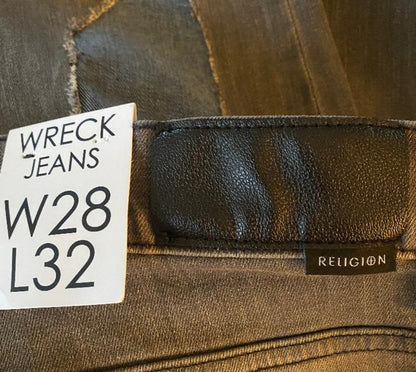 WRECK
JEANS
W28
L32
RELIGION